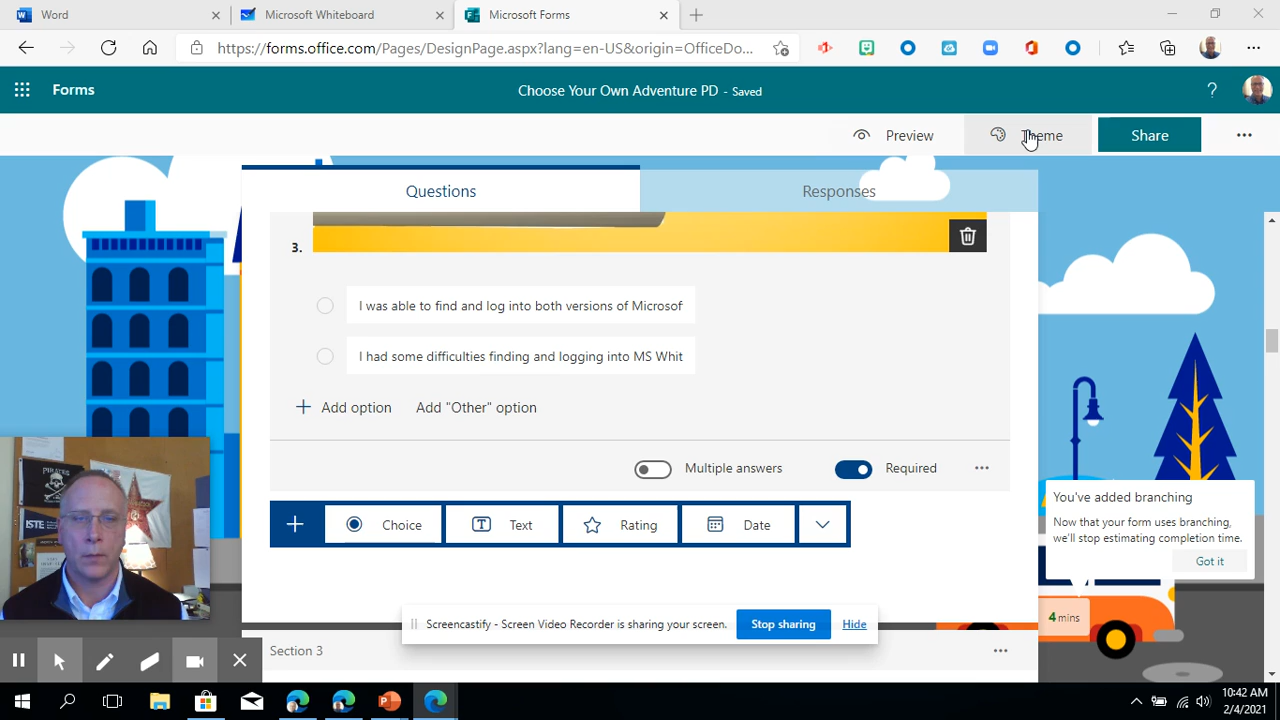 Word
Microsoft Whiteboard
Microsoft Forms
https://forms.office.com/Pages/DesignPage.aspx?lang=en-US&origin=OfficeDo...
Forms
Choose Your Own Adventure PD - Saved
?
Preview
Theme
Share
Questions
Responses
3.
I was able to find and log into both versions of Microsof
I had some difficulties finding and logging into MS Whit
Add option
Add "Other" option
Multiple answers
Required
Choice
Text
Rating
Date
You've added branching
Now that your form uses branching,
we'll stop estimating completion time.
Got it
4 mins
PIRATES
ISTE
Screencastify - Screen Video Recorder is sharing your screen.
Stop sharing
Hide
Section 3
10:42 AM
2/4/2021